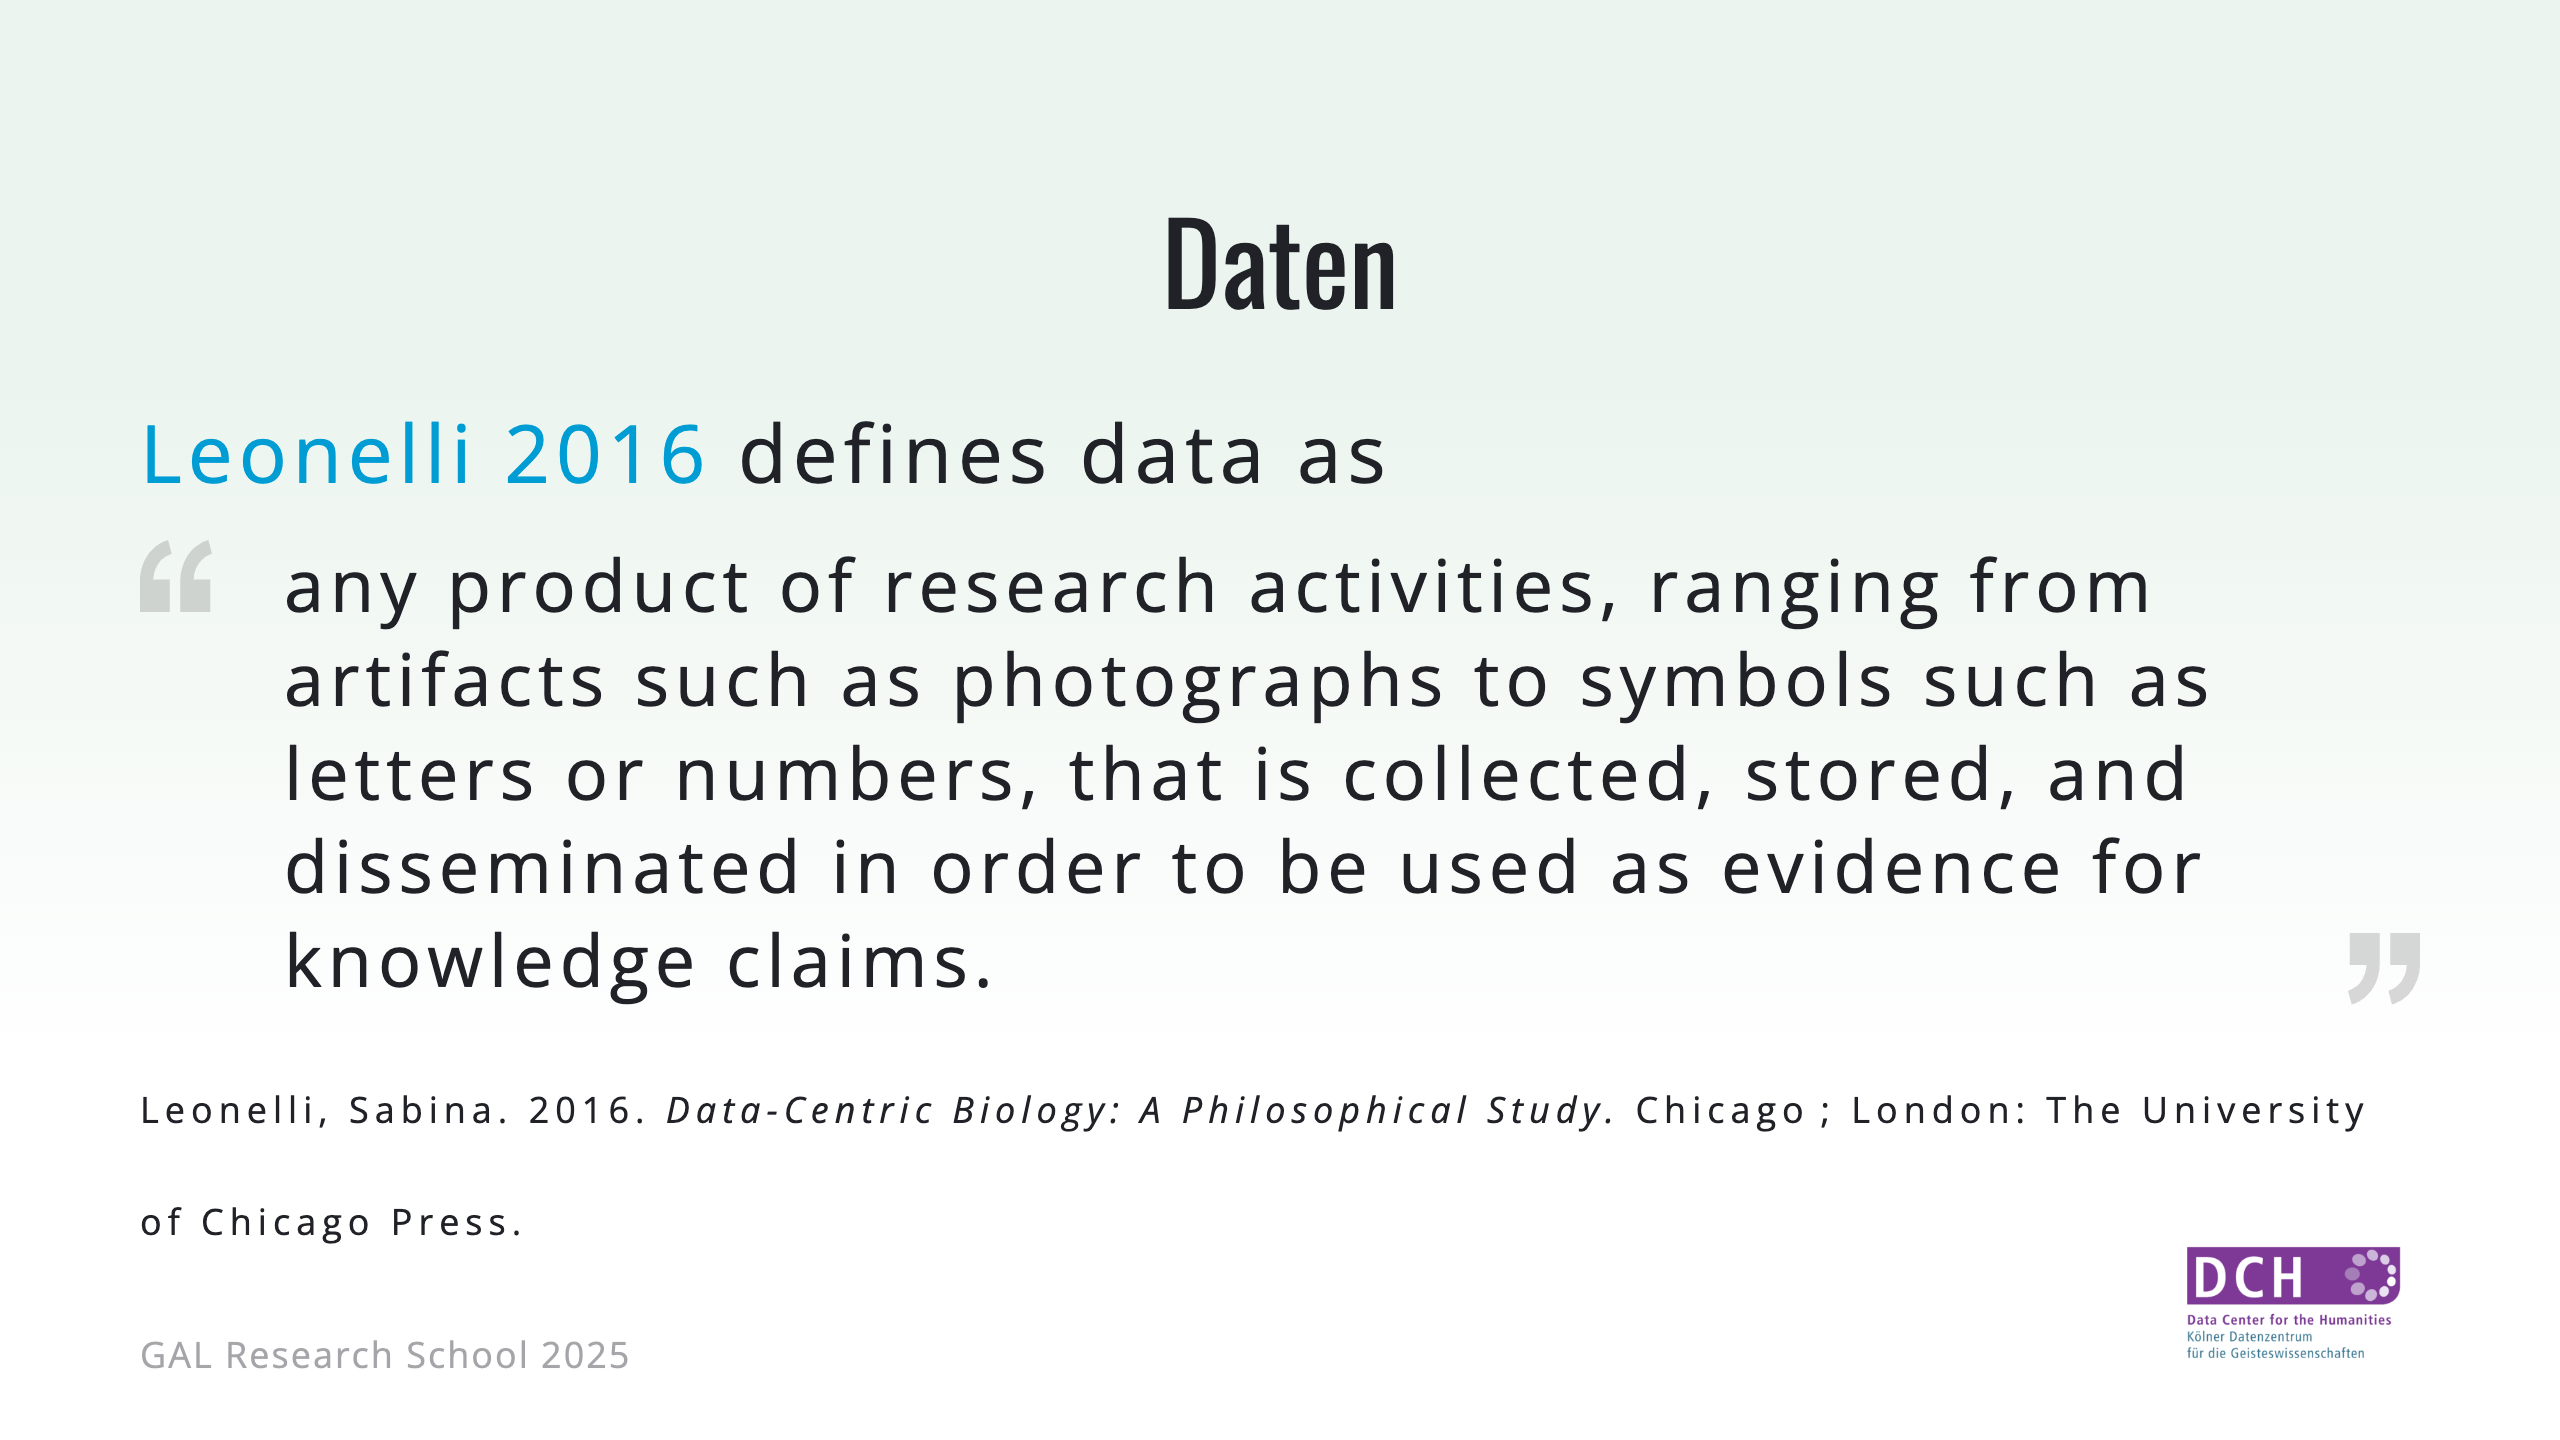 Daten
Leonelli 2016 defines data as
“ any product of research activities, ranging from
artifacts such as photographs to symbols such as
letters or numbers, that is collected, stored, and
disseminated in order to be used as evidence for
knowledge claims. ”
Leonelli, Sabina. 2016. Data-Centric Biology: A Philosophical Study. Chicago ; London: The University
of Chicago Press.
DCH
Data Center for the Humanities
Kölner Datenzentrum
für die Geisteswissenschaften
GAL Research School 2025